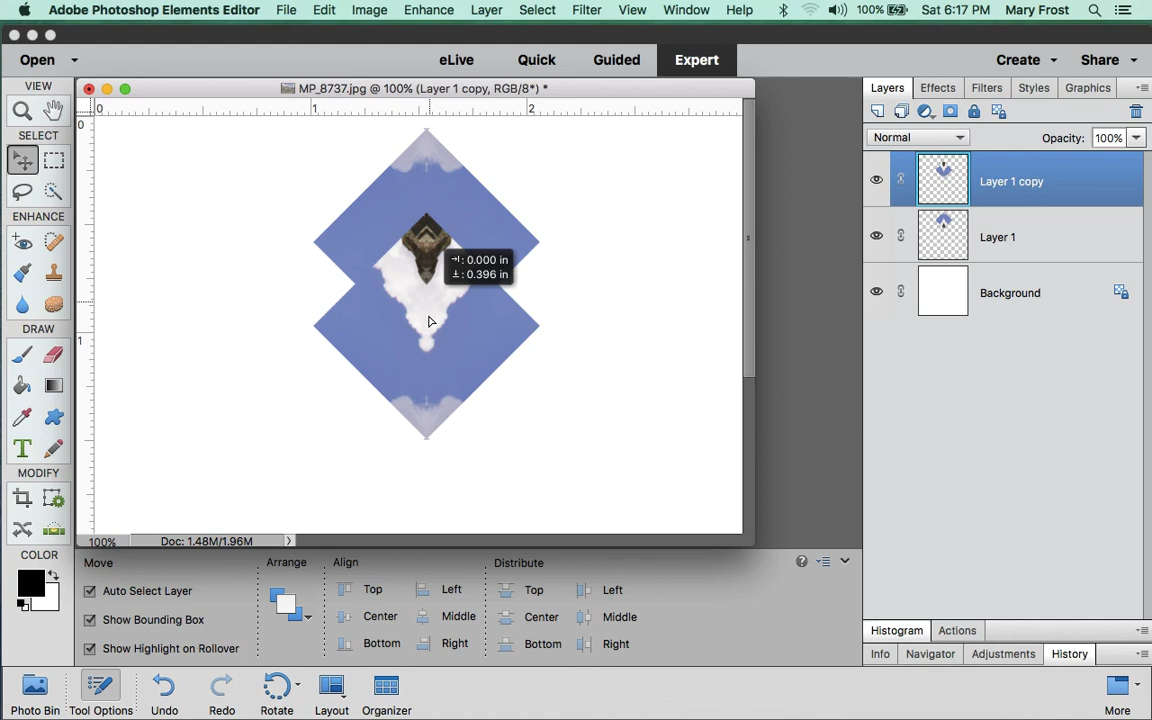 Adobe Photoshop Elements Editor File Edit Image Enhance Layer Select Filter View Window Help 100% Sat 6:17 PM Mary Frost
Open eLive Quick Guided Expert Create Share
VIEW
MP_8737.jpg @ 100% (Layer 1 copy, RGB/8*) *
Layers Effects Filters Styles Graphics
0 1 2
0
SELECT
Normal Opacity: 100%
Layer 1 copy
ENHANCE
Layer 1
: 0.000 in
: 0.396 in
Background
DRAW
1
T
MODIFY
100% Doc: 1.48M/1.96M
COLOR
Move Arrange Align Distribute
Auto Select Layer Top Left Top Left
Show Bounding Box Center Middle Center Middle
Show Highlight on Rollover Bottom Right Bottom Right
Histogram Actions
Info Navigator Adjustments History
Photo Bin Tool Options Undo Redo Rotate Layout Organizer More